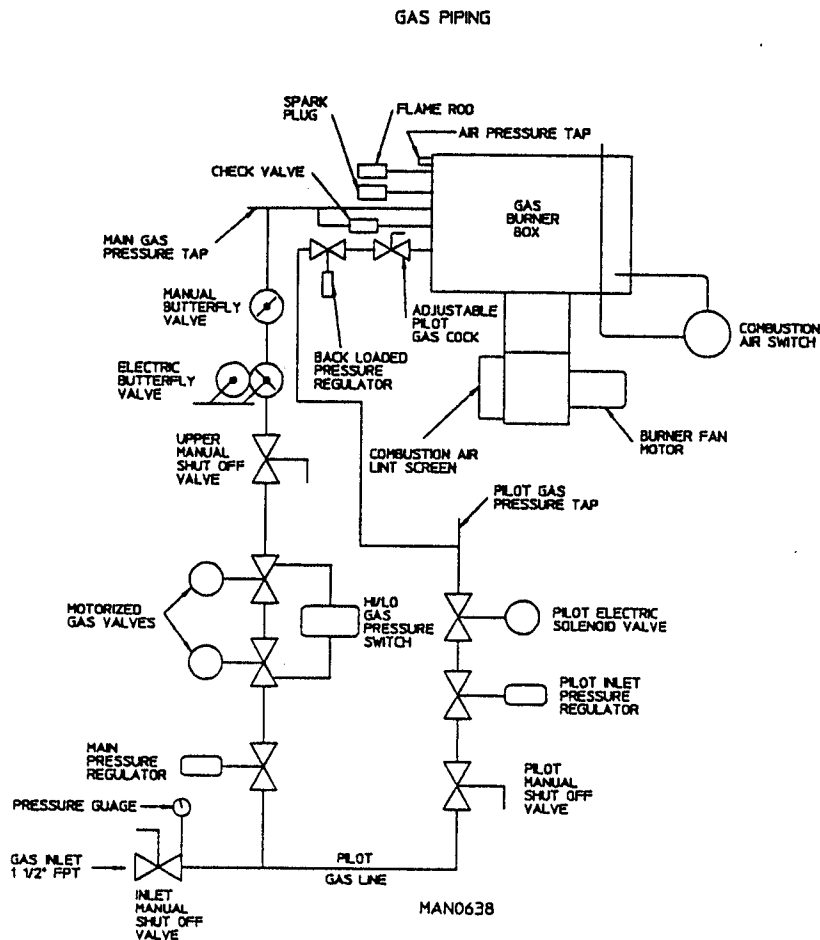 GAS PIPING
SPARK
PLUG
FLAME ROD
AIR PRESSURE TAP
CHECK VALVE
GAS
BURNER
BOX
MAIN GAS
PRESSURE TAP
MANUAL
BUTTERFLY
VALVE
ADJUSTABLE
PILOT
GAS COCK
COMBUSTION
AIR SWITCH
BACK LOADED
PRESSURE
REGULATOR
ELECTRIC
BUTTERFLY
VALVE
COMBUSTION AIR
LINT SCREEN
BURNER FAN
MOTOR
UPPER
MANUAL
SHUT OFF
VALVE
PILOT GAS
PRESSURE TAP
MOTORIZED
GAS VALVES
HI/LO
GAS
PRESSURE
SWITCH
PILOT ELECTRIC
SOLENOID VALVE
PILOT INLET
PRESSURE
REGULATOR
MAIN
PRESSURE
REGULATOR
PILOT
MANUAL
SHUT OFF
VALVE
PRESSURE GUAGE
GAS INLET
1 1/2" FPT
PILOT
GAS LINE
INLET
MANUAL
SHUT OFF
VALVE
MAN0638